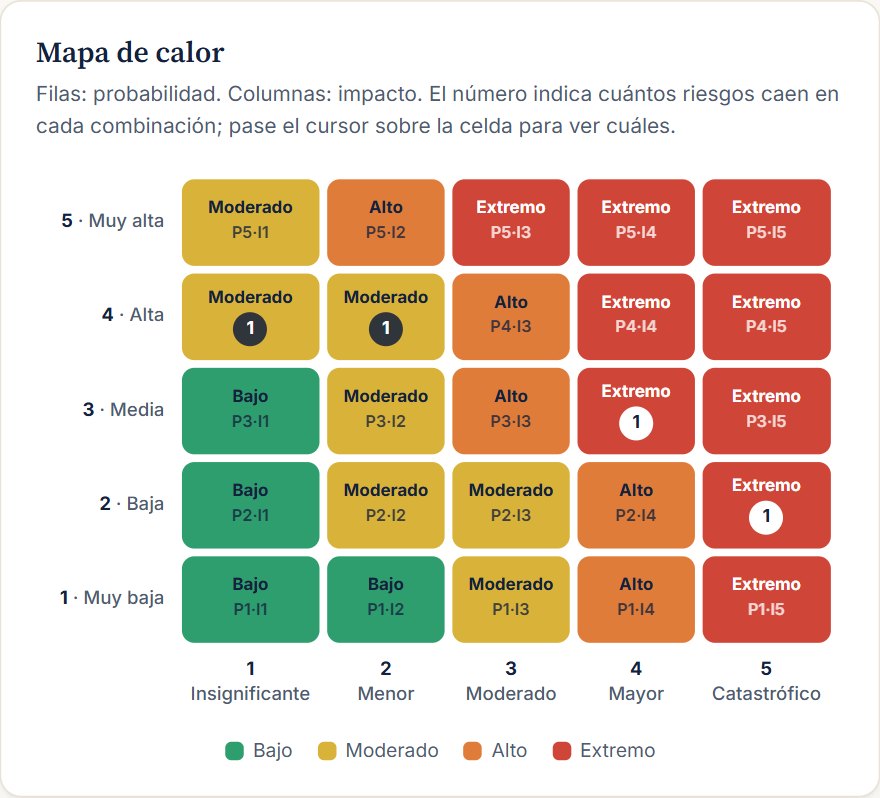 Mapa de calor
Filas: probabilidad. Columnas: impacto. El número indica cuántos riesgos caen en
cada combinación; pase el cursor sobre la celda para ver cuáles.
5 · Muy alta
Moderado
P5·I1
Alto
P5·I2
Extremo
P5·I3
Extremo
P5·I4
Extremo
P5·I5
4 · Alta
Moderado
1
Moderado
1
Alto
P4·I3
Extremo
P4·I4
Extremo
P4·I5
3 · Media
Bajo
P3·I1
Moderado
P3·I2
Alto
P3·I3
Extremo
1
Extremo
P3·I5
2 · Baja
Bajo
P2·I1
Moderado
P2·I2
Moderado
P2·I3
Alto
P2·I4
Extremo
1
1 · Muy baja
Bajo
P1·I1
Bajo
P1·I2
Moderado
P1·I3
Alto
P1·I4
Extremo
P1·I5
1
Insignificante
2
Menor
3
Moderado
4
Mayor
5
Catastrófico
Bajo
Moderado
Alto
Extremo